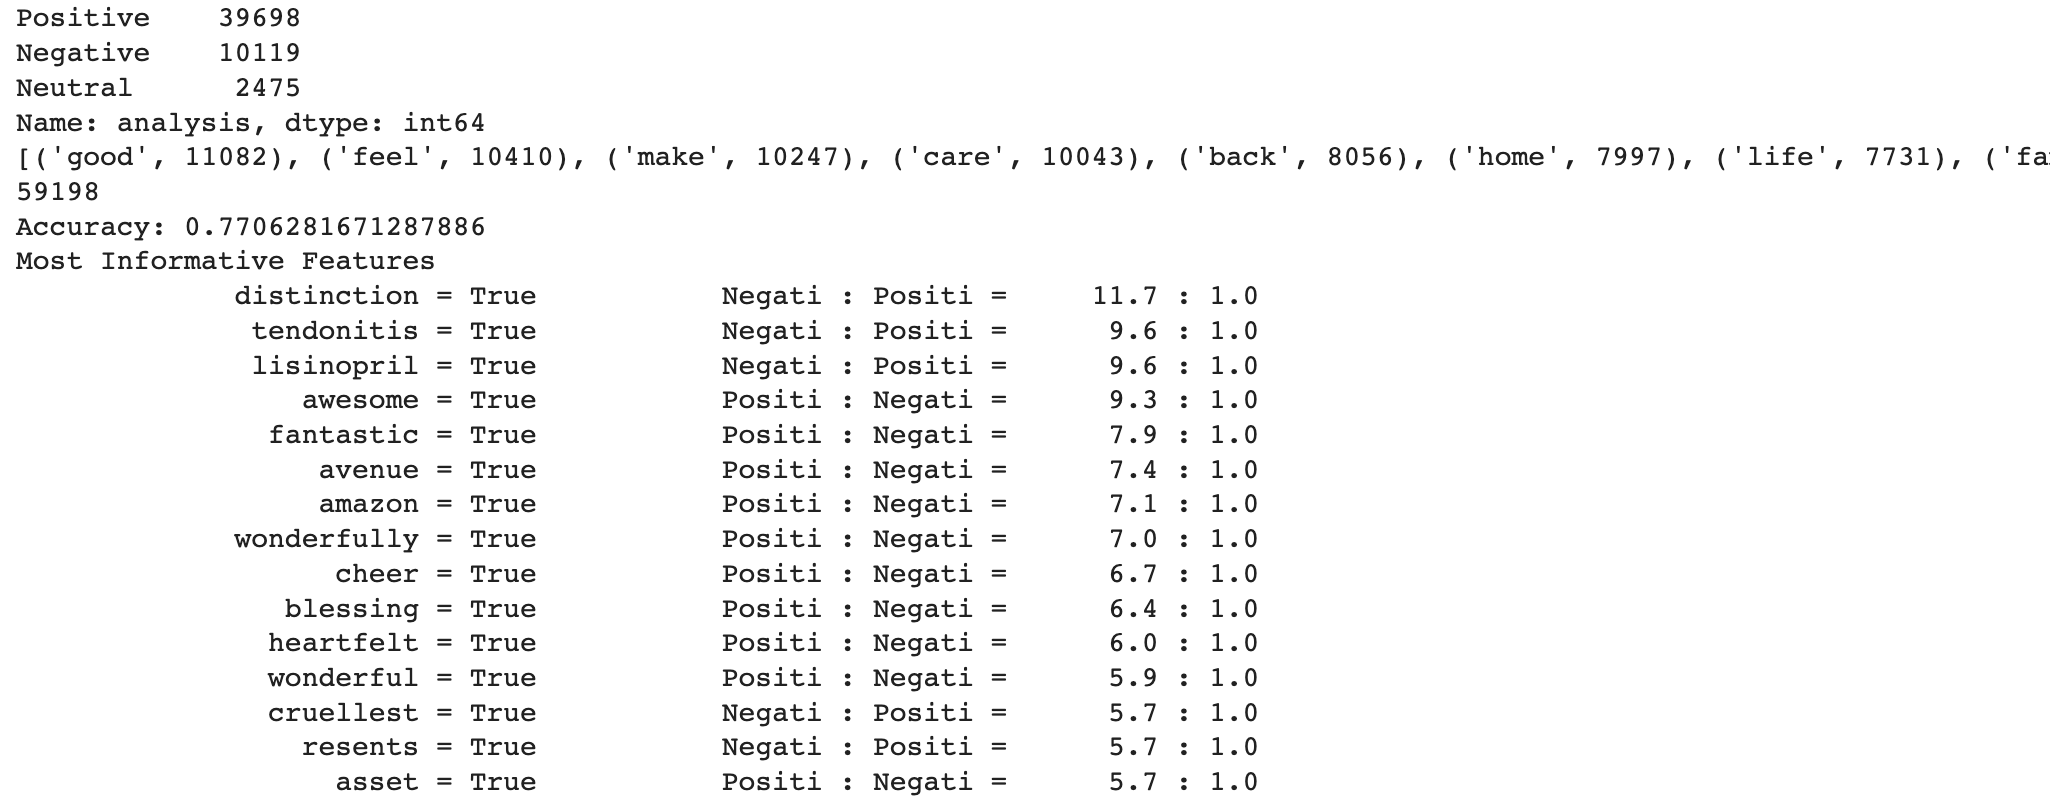 Positive    39698
Negative    10119
Neutral      2475
Name: analysis, dtype: int64
[('good', 11082), ('feel', 10410), ('make', 10247), ('care', 10043), ('back', 8056), ('home', 7997), ('life', 7731), ('fa
59198
Accuracy: 0.7706281671287886
Most Informative Features
distinction = True           Negati : Positi =     11.7 : 1.0
tendonitis = True           Negati : Positi =      9.6 : 1.0
lisinopril = True           Negati : Positi =      9.6 : 1.0
awesome = True           Positi : Negati =      9.3 : 1.0
fantastic = True           Positi : Negati =      7.9 : 1.0
avenue = True           Positi : Negati =      7.4 : 1.0
amazon = True           Positi : Negati =      7.1 : 1.0
wonderfully = True           Positi : Negati =      7.0 : 1.0
cheer = True           Positi : Negati =      6.7 : 1.0
blessing = True           Positi : Negati =      6.4 : 1.0
heartfelt = True           Positi : Negati =      6.0 : 1.0
wonderful = True           Positi : Negati =      5.9 : 1.0
cruellest = True           Negati : Positi =      5.7 : 1.0
resents = True           Negati : Positi =      5.7 : 1.0
asset = True           Positi : Negati =      5.7 : 1.0